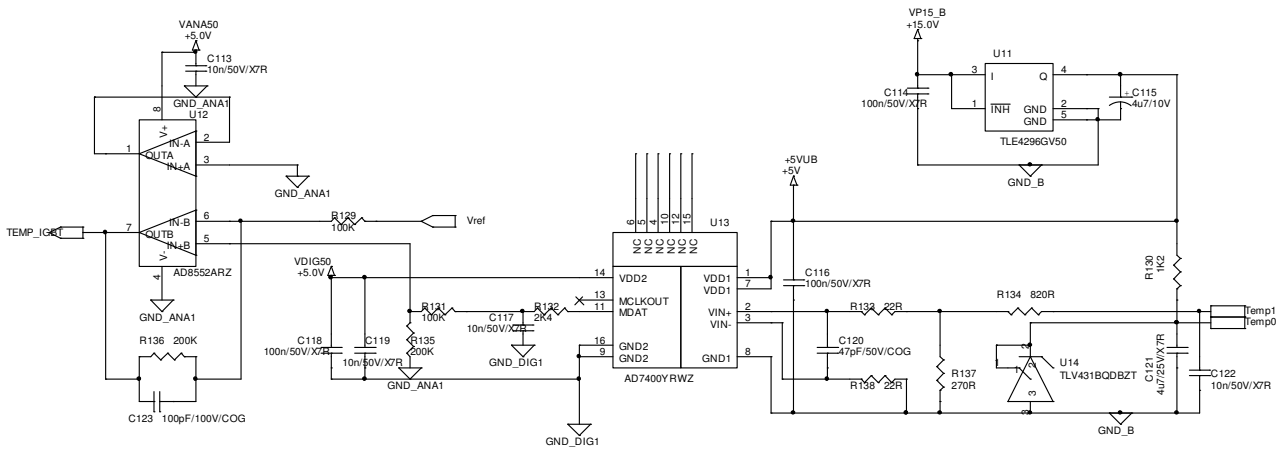 VANA50
+5.0V
C113
10n/50V/X7R
GND_ANA1
U12
8
V+
IN-A
2
1
OUTA
IN+A
3
GND_ANA1
IN-B
6
7
OUTB
IN+B
5
V-
4
AD8552ARZ
GND_ANA1
TEMP_IGBT
R129
100K
Vref
R136 200K
C123 100pF/100V/COG
VDIG50
+5.0V
C118
100n/50V/X7R
C119
10n/50V/X7R
R131
100K
R135
200K
GND_ANA1
C117
10n/50V/X7R
GND_DIG1
R132
2K4
GND_DIG1
6
5
4
10
12
15
NC
NC
NC
NC
NC
NC
U13
14
VDD2
13
MCLKOUT
11
MDAT
16
GND2
9
GND2
VDD1
1
VDD1
7
VIN+
2
VIN-
3
GND1
8
AD7400YRWZ
+5VUB
+5V
C116
100n/50V/X7R
C120
47pF/50V/COG
R133 22R
R138 22R
R137
270R
R134 820R
VP15_B
+15.0V
C114
100n/50V/X7R
U11
3
I
Q
4
1
INH
GND
2
GND
5
TLE4296GV50
C115
+
4u7/10V
GND_B
R130
1K2
Temp1
Temp0
U14
TLV431BQDBZT
1
2
3
C121
4u7/25V/X7R
C122
10n/50V/X7R
GND_B